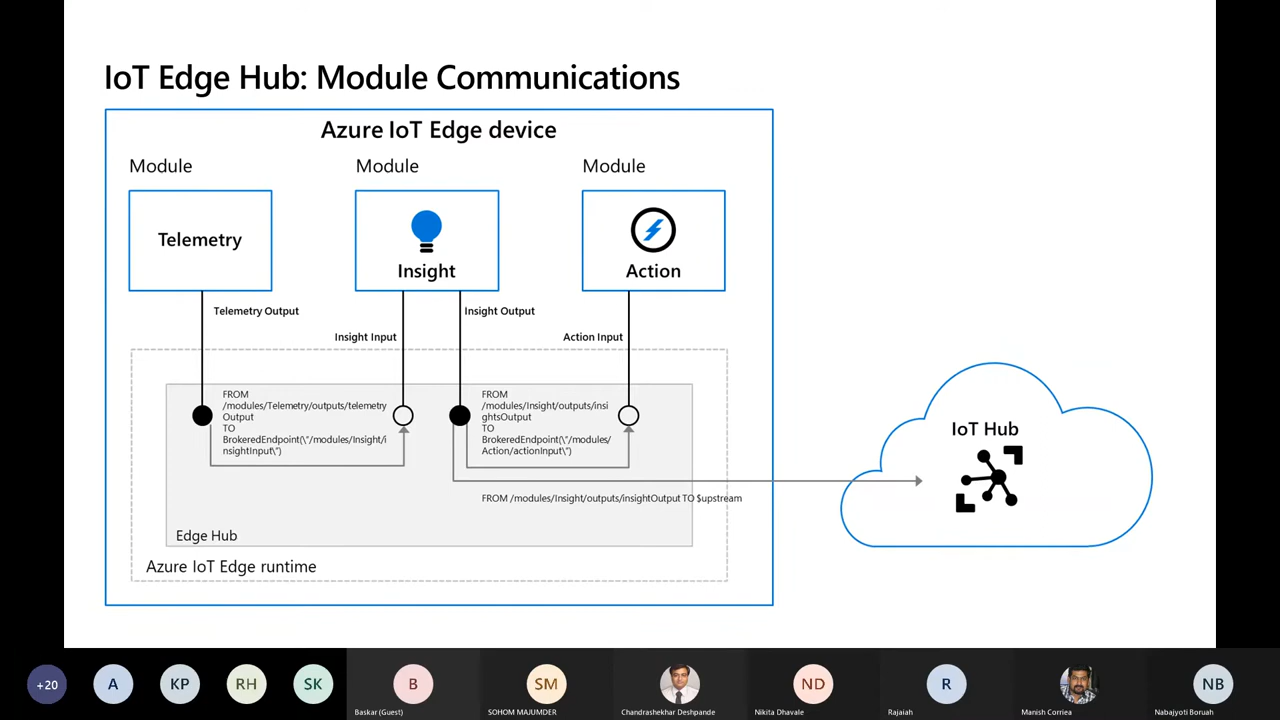 IoT Edge Hub: Module Communications
Azure IoT Edge device
Module
Module
Module
Telemetry
Insight
Action
Telemetry Output
Insight Output
Insight Input
Action Input
FROM
/modules/Telemetry/outputs/telemetry
Output
TO
BrokeredEndpoint(\"/modules/Insight/i
nsightInput\")
FROM
/modules/Insight/outputs/insi
ghtsOutput
TO
BrokeredEndpoint(\"/modules/
Action/actionInput\")
IoT Hub
FROM /modules/Insight/outputs/insightOutput TO $upstream
Edge Hub
Azure IoT Edge runtime
+20
A
KP
RH
SK
B
SM
ND
R
NB
Baskar (Guest)
SOHOM MAJUMDER
Chandrashekhar Deshpande
Nikita Dhavale
Rajaiah
Manish Corriea
Nabajyoti Boruah